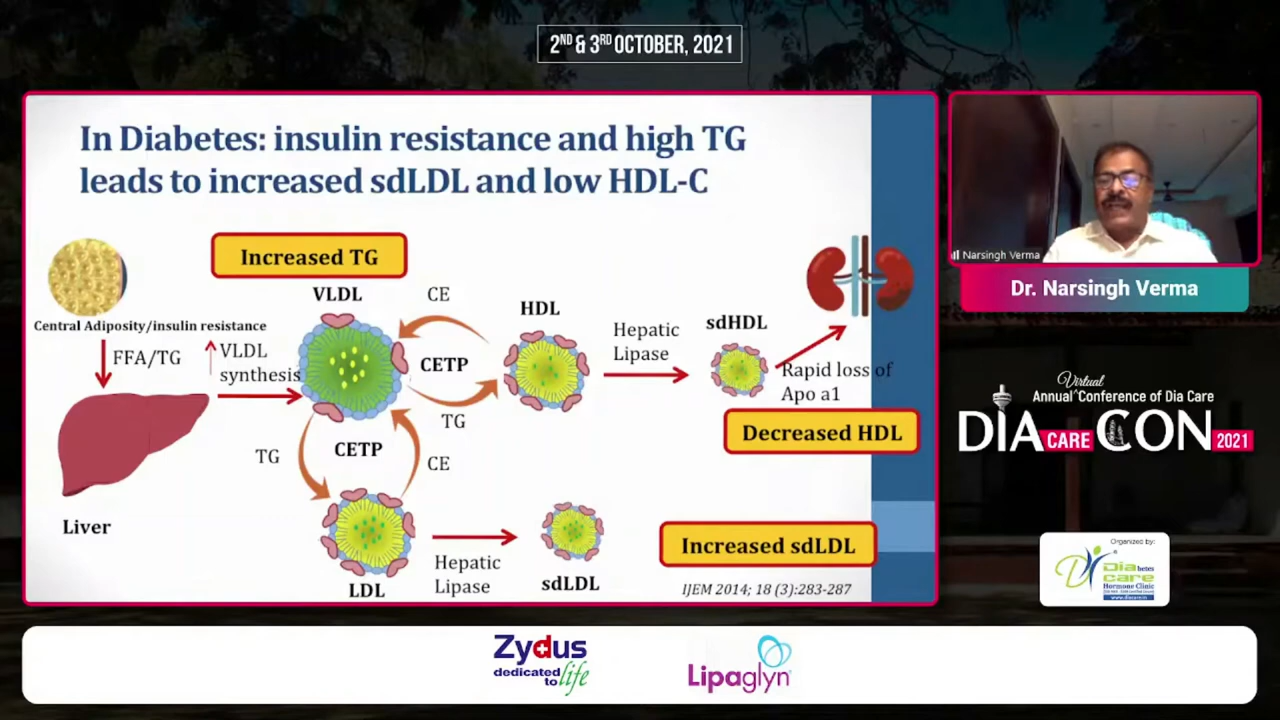 2ND & 3RD OCTOBER, 2021
In Diabetes: insulin resistance and high TG
leads to increased sdLDL and low HDL-C
Increased TG
Central Adiposity/insulin resistance
FFA/TG
VLDL
synthesis
Liver
VLDL
CE
CETP
TG
HDL
Hepatic
Lipase
sdHDL
Rapid loss of
Apo a1
Decreased HDL
TG
CETP
CE
LDL
Hepatic
Lipase
sdLDL
Increased sdLDL
IJEM 2014; 18 (3):283-287
Narsingh Verma
Dr. Narsingh Verma
Virtual
Annual^Conference of Dia Care
DIA CARE CON 2021
Organized by:
Diabetes
care
Hormone Clinic
www.diacare.in
Zydus
dedicated
to life
Lipaglyn